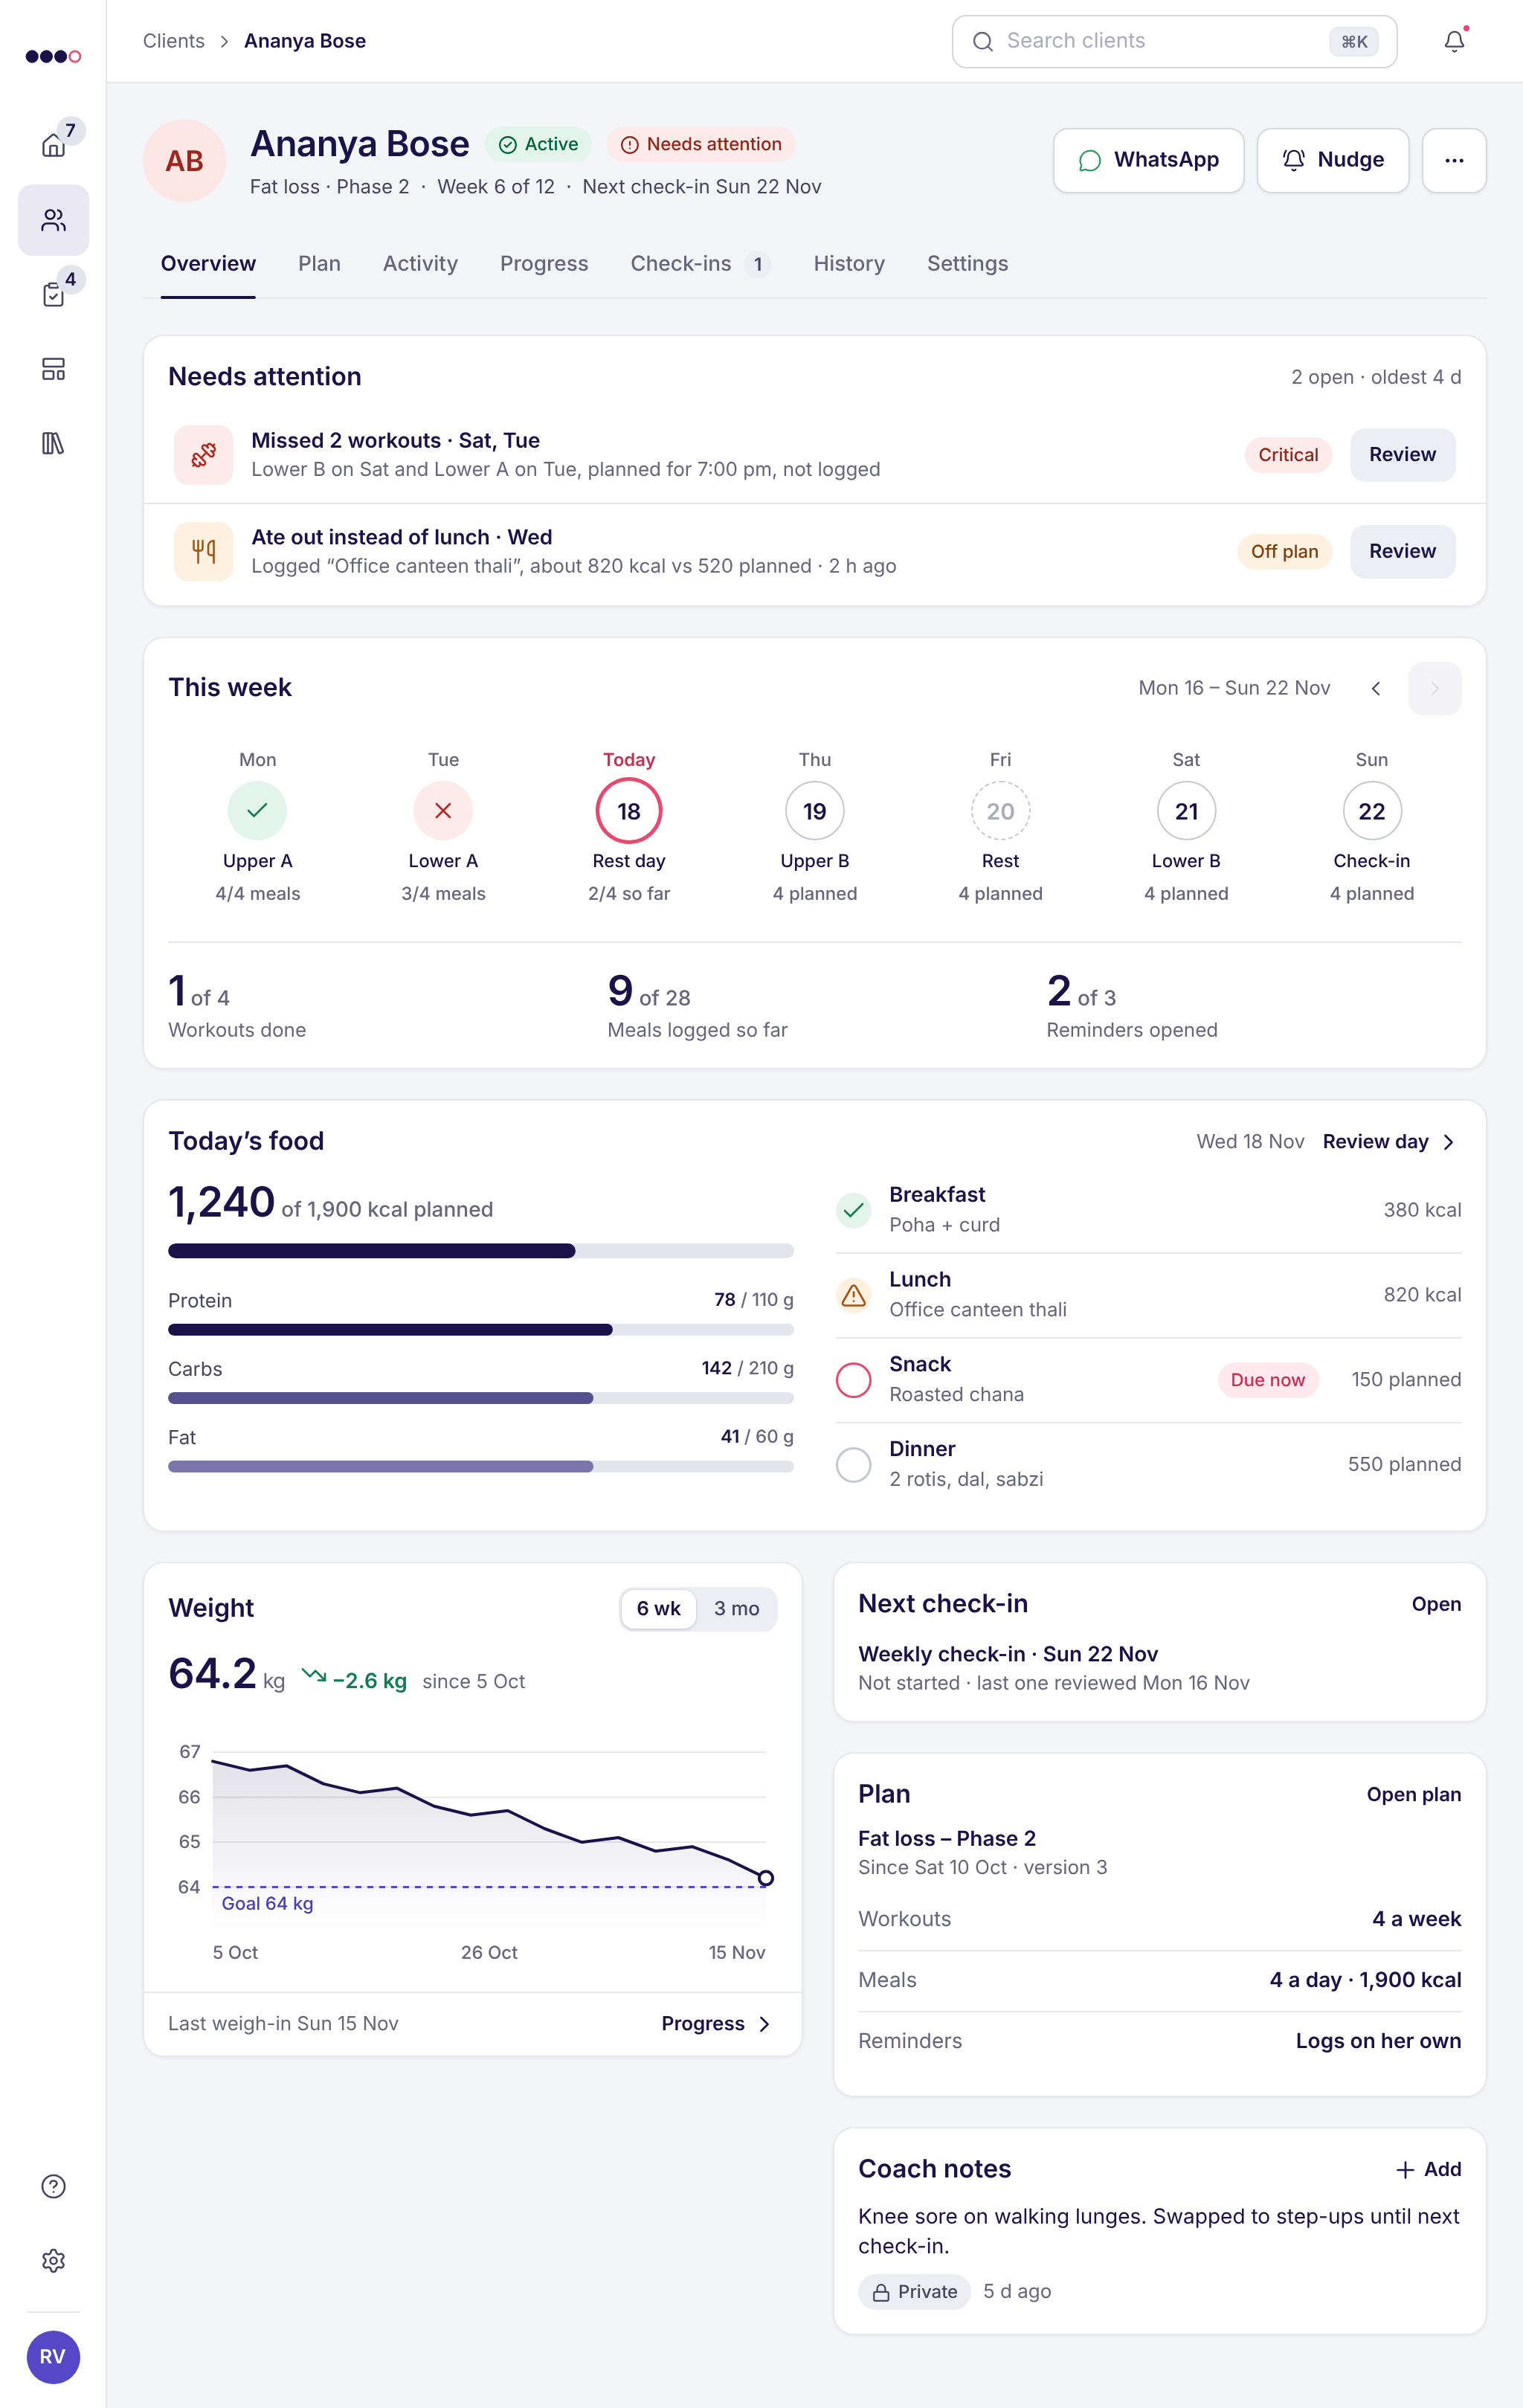 Clients > Ananya Bose
Search clients
⌘K
7
4
AB
Ananya Bose
Active
Needs attention
Fat loss · Phase 2 · Week 6 of 12 · Next check-in Sun 22 Nov
WhatsApp
Nudge
Overview
Plan
Activity
Progress
Check-ins 1
History
Settings
Needs attention
2 open · oldest 4 d
Missed 2 workouts · Sat, Tue
Lower B on Sat and Lower A on Tue, planned for 7:00 pm, not logged
Critical
Review
Ate out instead of lunch · Wed
Logged “Office canteen thali”, about 820 kcal vs 520 planned · 2 h ago
Off plan
Review
This week
Mon 16 – Sun 22 Nov
Mon
Tue
Today
Thu
Fri
Sat
Sun
18
19
20
21
22
Upper A
Lower A
Rest day
Upper B
Rest
Lower B
Check-in
4/4 meals
3/4 meals
2/4 so far
4 planned
4 planned
4 planned
4 planned
1 of 4
Workouts done
9 of 28
Meals logged so far
2 of 3
Reminders opened
Today’s food
Wed 18 Nov
Review day
1,240 of 1,900 kcal planned
Protein
78 / 110 g
Carbs
142 / 210 g
Fat
41 / 60 g
Breakfast
Poha + curd
380 kcal
Lunch
Office canteen thali
820 kcal
Snack
Roasted chana
Due now
150 planned
Dinner
2 rotis, dal, sabzi
550 planned
Weight
6 wk
3 mo
64.2 kg
−2.6 kg since 5 Oct
67
66
65
64
Goal 64 kg
5 Oct
26 Oct
15 Nov
Last weigh-in Sun 15 Nov
Progress
Next check-in
Open
Weekly check-in · Sun 22 Nov
Not started · last one reviewed Mon 16 Nov
Plan
Open plan
Fat loss – Phase 2
Since Sat 10 Oct · version 3
Workouts
4 a week
Meals
4 a day · 1,900 kcal
Reminders
Logs on her own
Coach notes
Add
Knee sore on walking lunges. Swapped to step-ups until next
check-in.
Private
5 d ago
RV